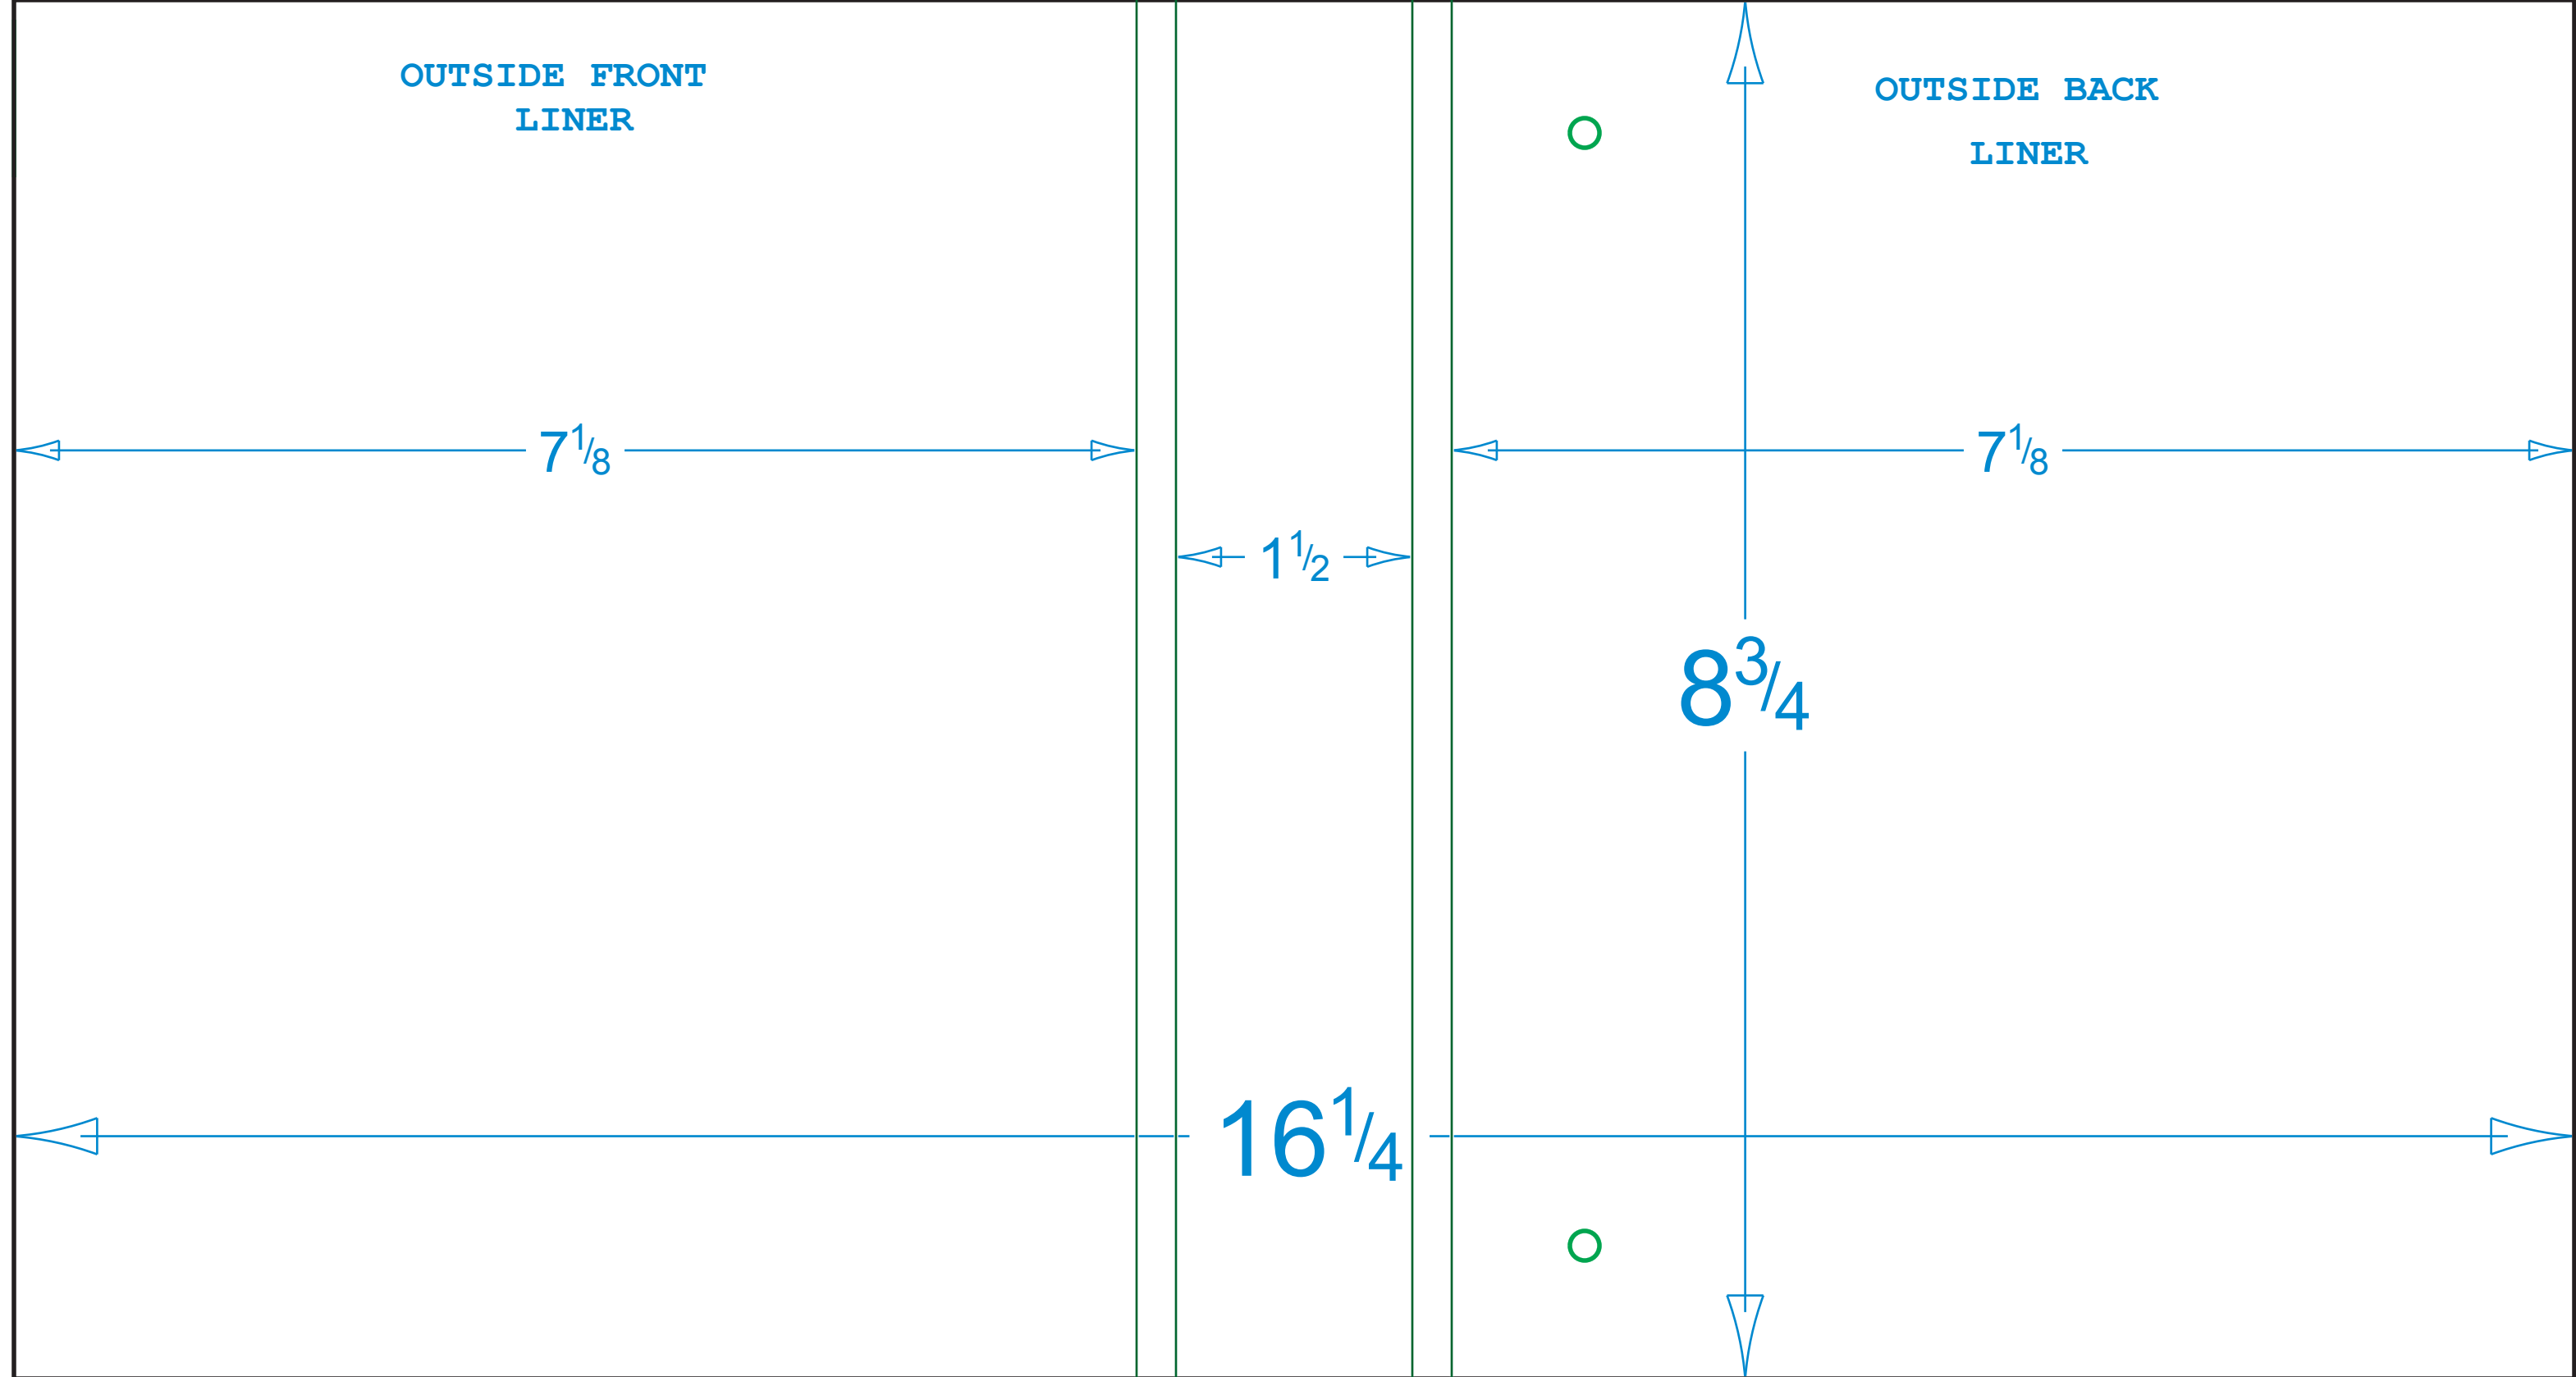 OUTSIDE FRONT
LINER
OUTSIDE BACK
LINER
7 1/8
7 1/8
1 1/2
8 3/4
16 1/4